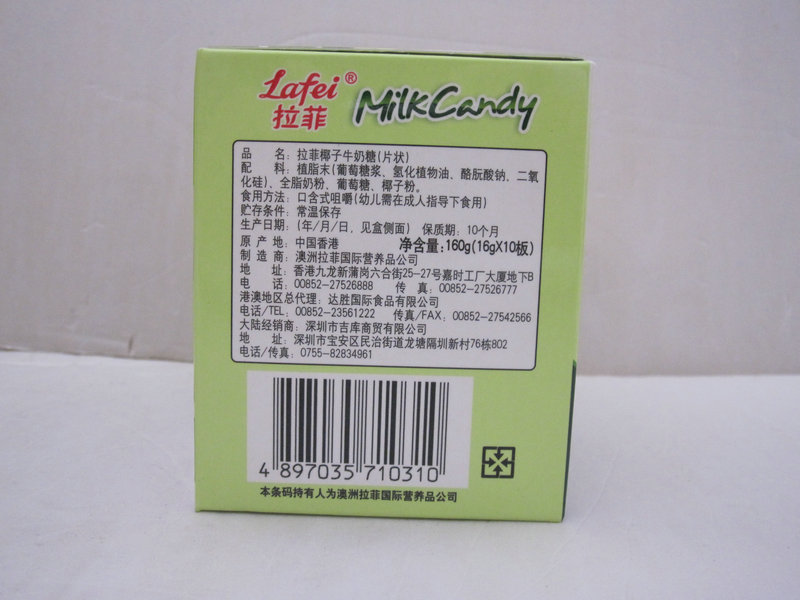 Lafei®
拉菲
MilkCandy
品 名：拉菲椰子牛奶糖(片状)
配 料：植脂末(葡萄糖浆、氢化植物油、酪朊酸钠、二氧
化硅)、全脂奶粉、葡萄糖、椰子粉。
食用方法：口含式咀嚼(幼儿需在成人指导下食用)
贮存条件：常温保存
生产日期：(年/月/日，见盒侧面) 保质期：10个月
原 产 地：中国香港 净含量：160g(16gX10板)
制 造 商：澳洲拉菲国际营养品公司
地 址：香港九龙新蒲岗六合街25-27号嘉时工厂大厦地下B
电 话：00852-27526888 传 真：00852-27526777
港澳地区总代理：达胜国际食品有限公司
电话/TEL：00852-23561222 传真/FAX：00852-27542566
大陆经销商：深圳市吉库商贸有限公司
地 址：深圳市宝安区民治街道龙塘隔圳新村76栋802
电话/传真：0755-82834961
4 897035 710310
本条码持有人为澳洲拉菲国际营养品公司